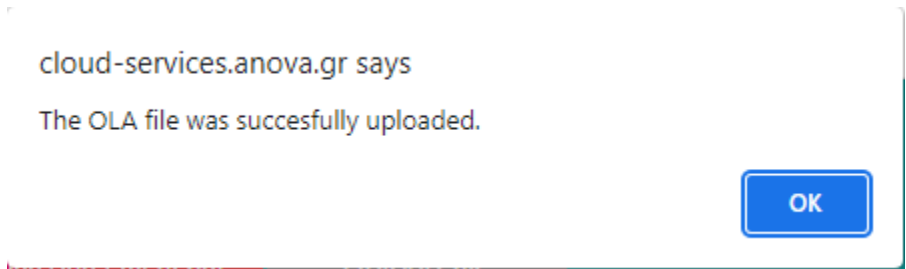 cloud-services.anova.gr says
The OLA file was succesfully uploaded.
OK